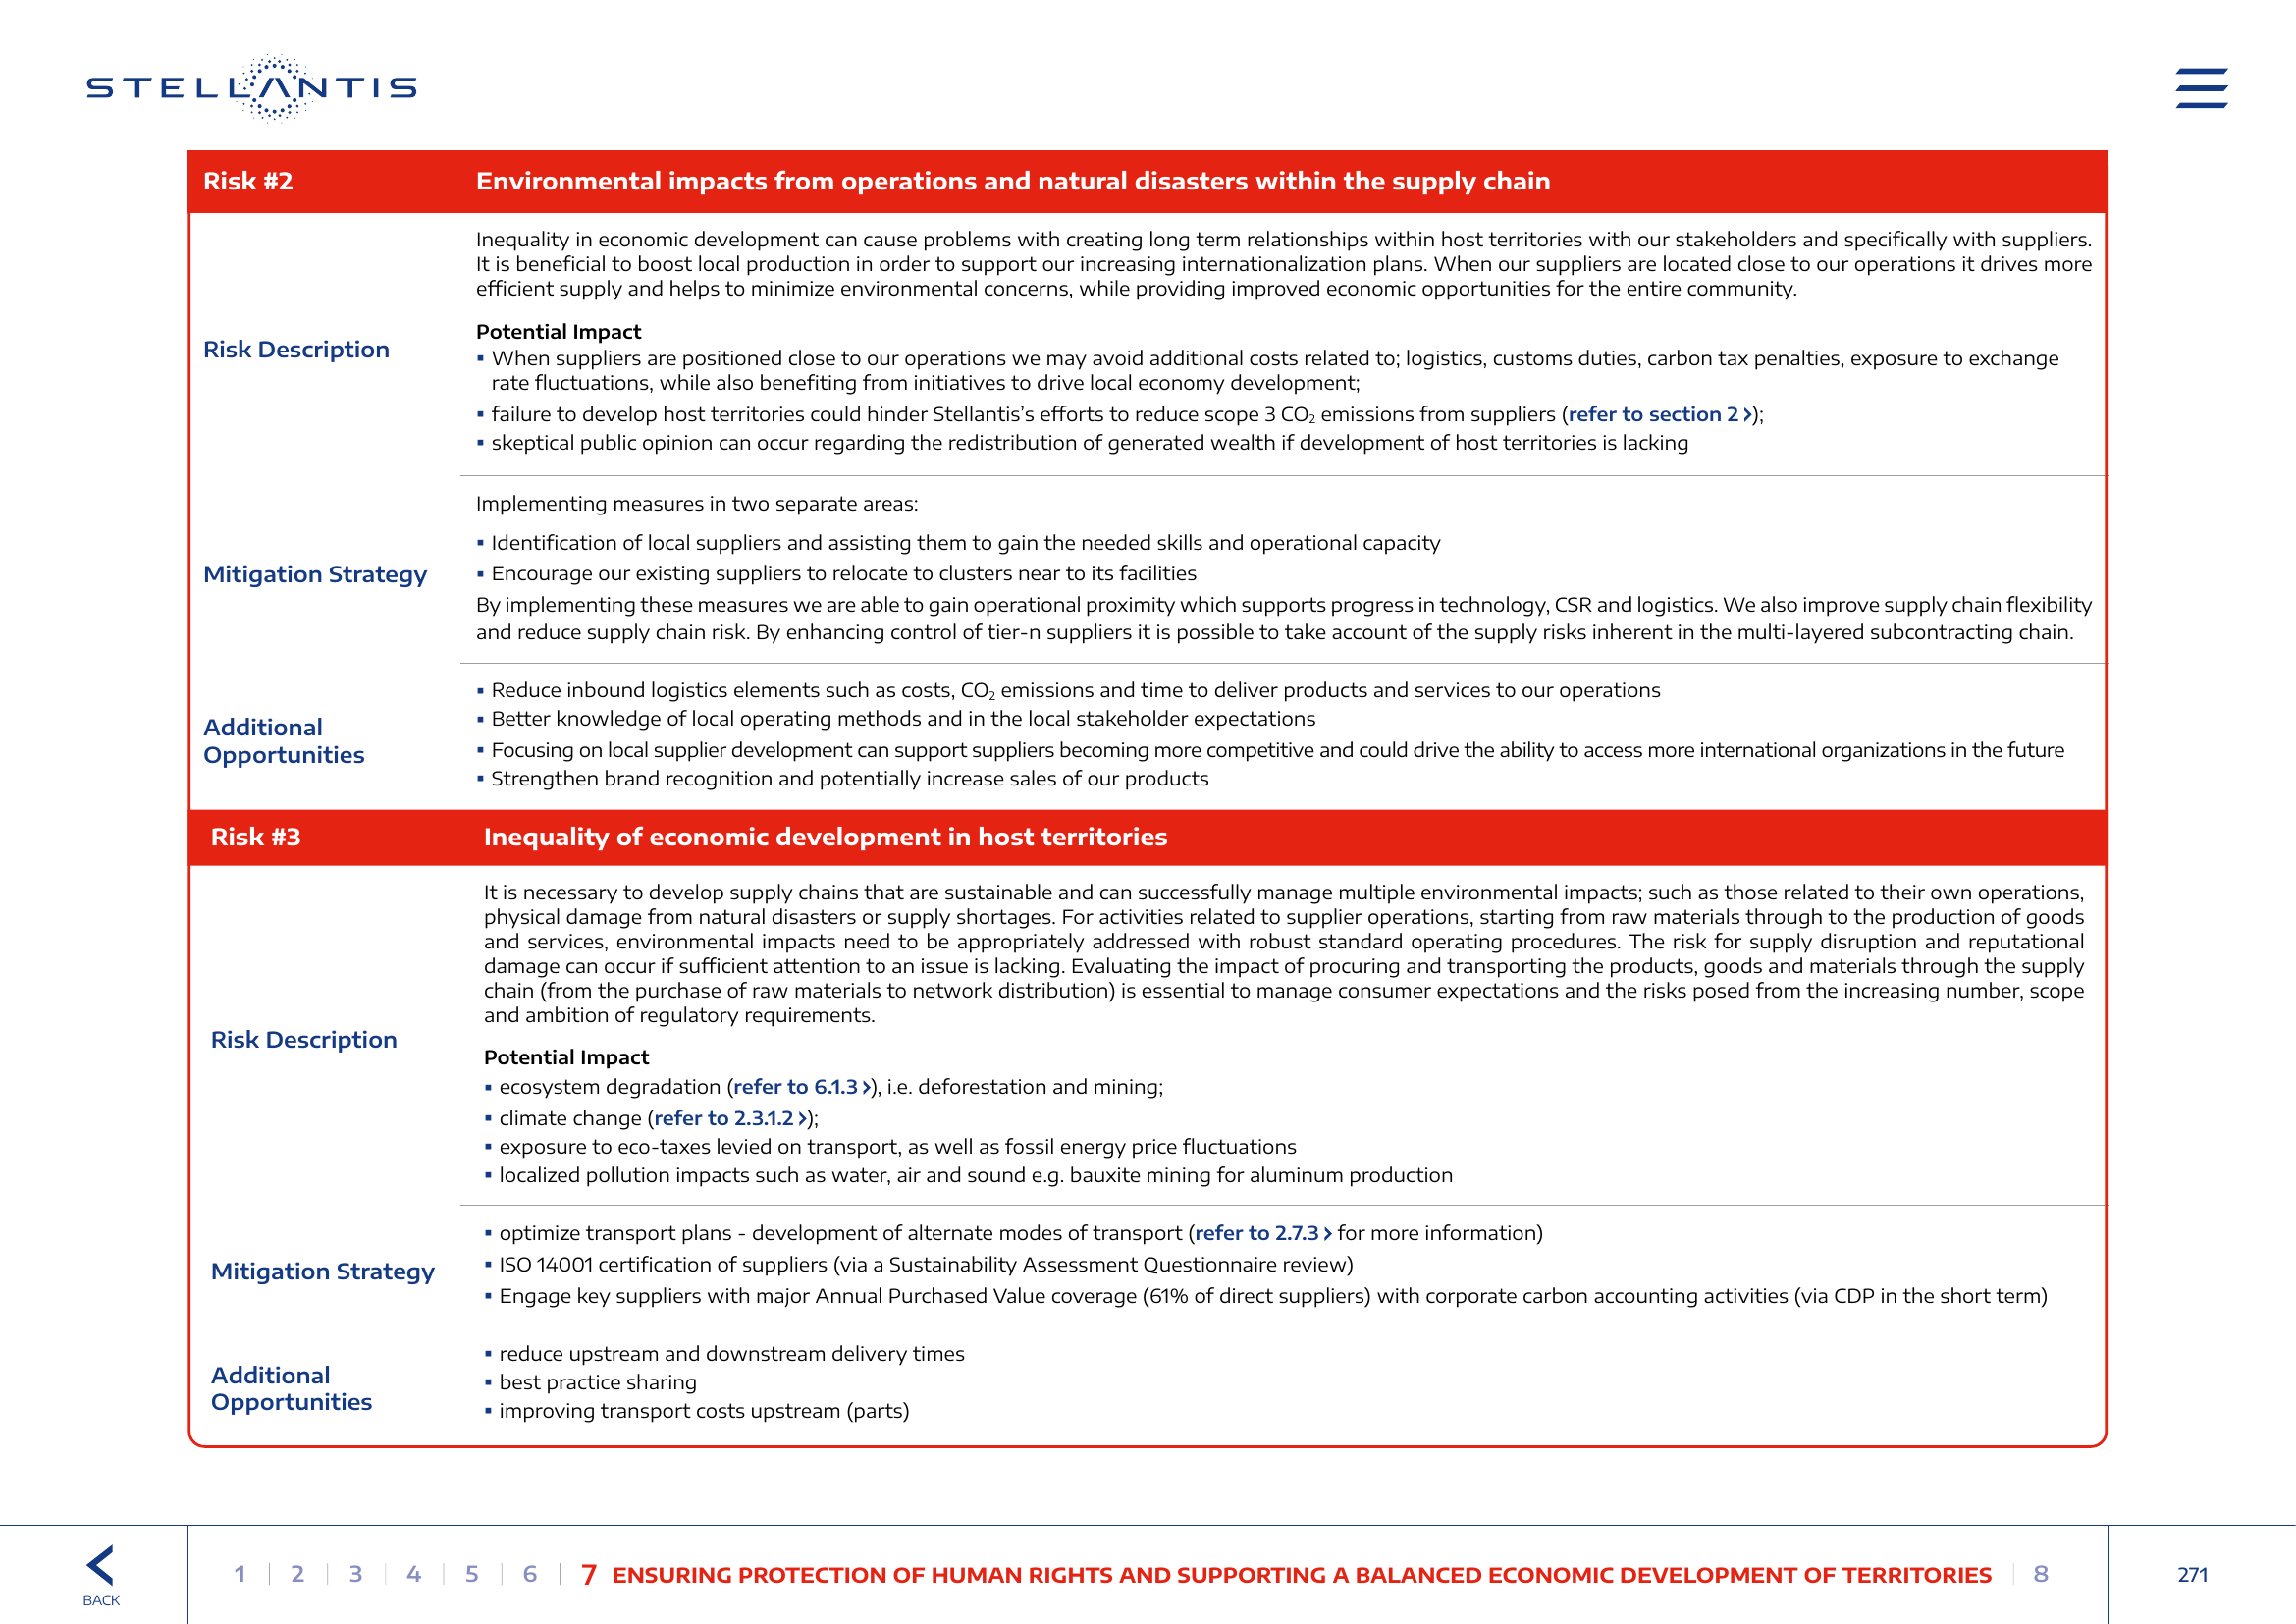 STELLANTIS
Risk #2
Environmental impacts from operations and natural disasters within the supply chain
Risk Description
Inequality in economic development can cause problems with creating long term relationships within host territories with our stakeholders and specifically with suppliers.
It is beneficial to boost local production in order to support our increasing internationalization plans. When our suppliers are located close to our operations it drives more
efficient supply and helps to minimize environmental concerns, while providing improved economic opportunities for the entire community.
Potential Impact
▪ When suppliers are positioned close to our operations we may avoid additional costs related to; logistics, customs duties, carbon tax penalties, exposure to exchange
rate fluctuations, while also benefiting from initiatives to drive local economy development;
▪ failure to develop host territories could hinder Stellantis’s efforts to reduce scope 3 CO₂ emissions from suppliers (refer to section 2 ›);
▪ skeptical public opinion can occur regarding the redistribution of generated wealth if development of host territories is lacking
Mitigation Strategy
Implementing measures in two separate areas:
▪ Identification of local suppliers and assisting them to gain the needed skills and operational capacity
▪ Encourage our existing suppliers to relocate to clusters near to its facilities
By implementing these measures we are able to gain operational proximity which supports progress in technology, CSR and logistics. We also improve supply chain flexibility
and reduce supply chain risk. By enhancing control of tier-n suppliers it is possible to take account of the supply risks inherent in the multi-layered subcontracting chain.
Additional
Opportunities
▪ Reduce inbound logistics elements such as costs, CO₂ emissions and time to deliver products and services to our operations
▪ Better knowledge of local operating methods and in the local stakeholder expectations
▪ Focusing on local supplier development can support suppliers becoming more competitive and could drive the ability to access more international organizations in the future
▪ Strengthen brand recognition and potentially increase sales of our products
Risk #3
Inequality of economic development in host territories
Risk Description
It is necessary to develop supply chains that are sustainable and can successfully manage multiple environmental impacts; such as those related to their own operations,
physical damage from natural disasters or supply shortages. For activities related to supplier operations, starting from raw materials through to the production of goods
and services, environmental impacts need to be appropriately addressed with robust standard operating procedures. The risk for supply disruption and reputational
damage can occur if sufficient attention to an issue is lacking. Evaluating the impact of procuring and transporting the products, goods and materials through the supply
chain (from the purchase of raw materials to network distribution) is essential to manage consumer expectations and the risks posed from the increasing number, scope
and ambition of regulatory requirements.
Potential Impact
▪ ecosystem degradation (refer to 6.1.3 ›), i.e. deforestation and mining;
▪ climate change (refer to 2.3.1.2 ›);
▪ exposure to eco-taxes levied on transport, as well as fossil energy price fluctuations
▪ localized pollution impacts such as water, air and sound e.g. bauxite mining for aluminum production
Mitigation Strategy
▪ optimize transport plans - development of alternate modes of transport (refer to 2.7.3 › for more information)
▪ ISO 14001 certification of suppliers (via a Sustainability Assessment Questionnaire review)
▪ Engage key suppliers with major Annual Purchased Value coverage (61% of direct suppliers) with corporate carbon accounting activities (via CDP in the short term)
Additional
Opportunities
▪ reduce upstream and downstream delivery times
▪ best practice sharing
▪ improving transport costs upstream (parts)
BACK
1 | 2 | 3 | 4 | 5 | 6 | 7 ENSURING PROTECTION OF HUMAN RIGHTS AND SUPPORTING A BALANCED ECONOMIC DEVELOPMENT OF TERRITORIES | 8
271